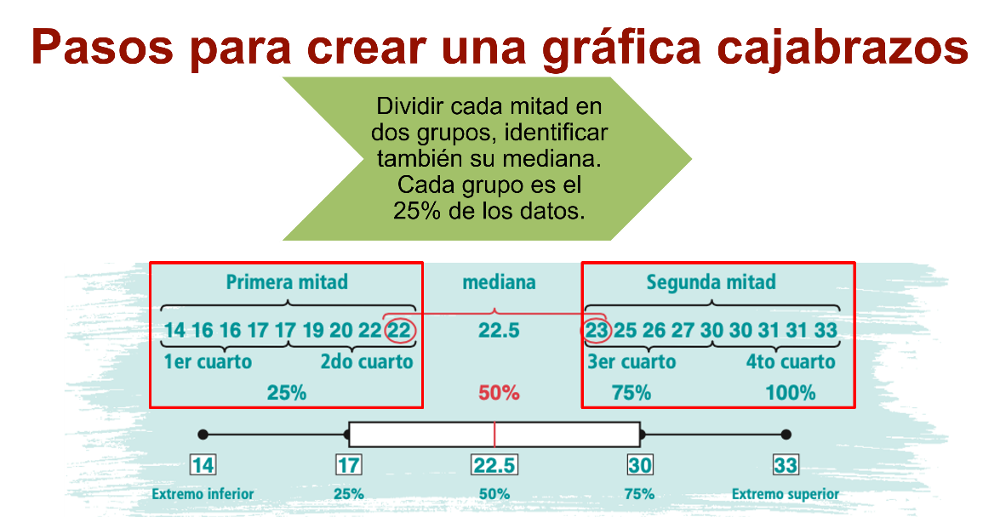 Pasos para crear una gráfica cajabrazos
Dividir cada mitad en
dos grupos, identificar
también su mediana.
Cada grupo es el
25% de los datos.
Primera mitad mediana Segunda mitad
14 16 16 17 17 19 20 22 22 22.5 23 25 26 27 30 30 31 31 33
1er cuarto 2do cuarto 3er cuarto 4to cuarto
25% 50% 75% 100%
14 17 22.5 30 33
Extremo inferior 25% 50% 75% Extremo superior